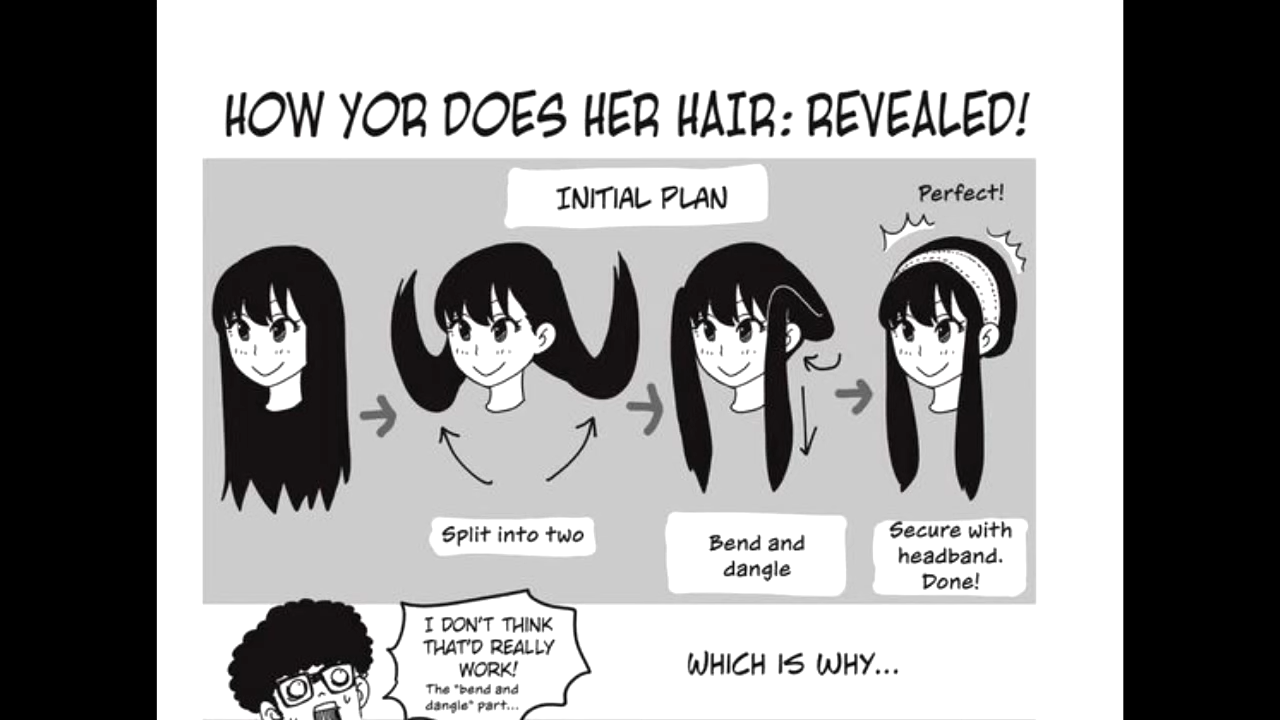 HOW YOR DOES HER HAIR: REVEALED!
INITIAL PLAN
Perfect!
Split into two
Bend and
dangle
Secure with
headband.
Done!
I DON'T THINK
THAT'D REALLY
WORK!
The "bend and
dangle" part...
WHICH IS WHY...